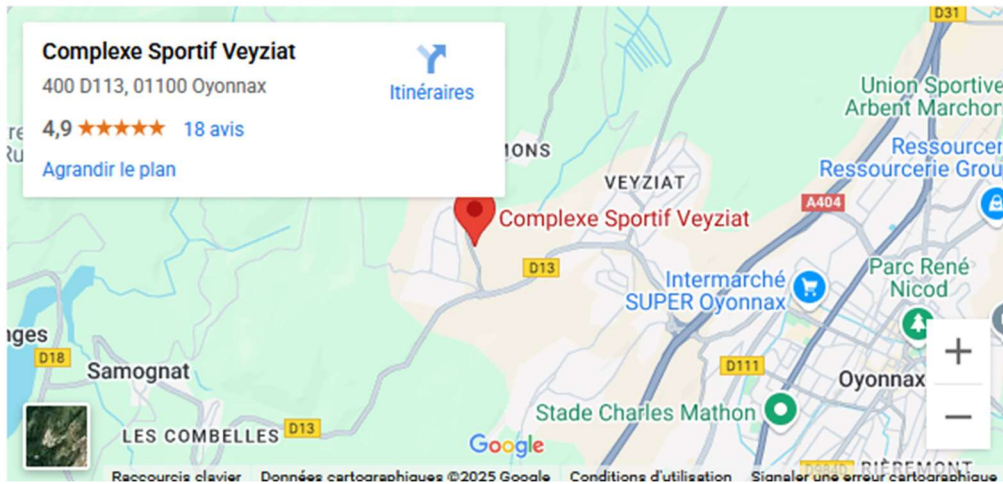 Complexe Sportif Veyziat
400 D113, 01100 Oyonnax
4,9 18 avis
Agrandir le plan
Itinéraires
D31
Union Sportive
Arbent Marchon
Ressourcer
Ressourcerie Grou
VEYZIAT
A404
Complexe Sportif Veyziat
D13
Intermarché
SUPER Oyonnax
Parc René
Nicod
D18
Samognat
D111
Oyonnax
Stade Charles Mathon
LES COMBELLES
D13
Google
RIÈREMONT
Raccourcis clavier Données cartographiques ©2025 Google Conditions d'utilisation Signaler une erreur cartographique